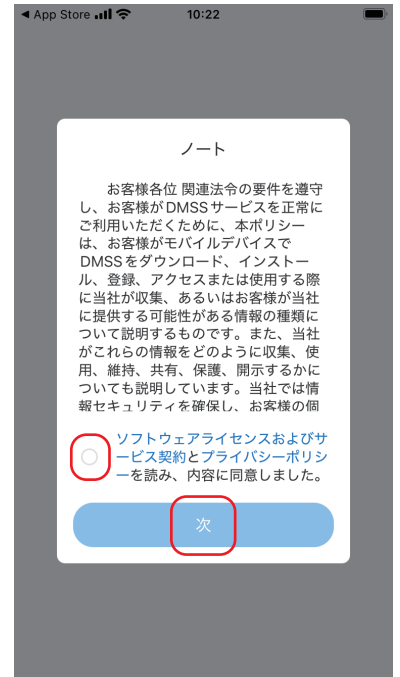 ◀ App Store 10:22
ノート
お客様各位 関連法令の要件を遵守
し、お客様がDMSSサービスを正常に
ご利用いただくために、本ポリシー
は、お客様がモバイルデバイスで
DMSSをダウンロード、インストー
ル、登録、アクセスまたは使用する際
に当社が収集、あるいはお客様が当社
に提供する可能性がある情報の種類に
ついて説明するものです。また、当社
がこれらの情報をどのように収集、使
用、維持、共有、保護、開示するかに
ついても説明しています。当社では情
報セキュリティを確保し、お客様の個
ソフトウェアライセンスおよびサ
ービス契約とプライバシーポリシ
ーを読み、内容に同意しました。
次